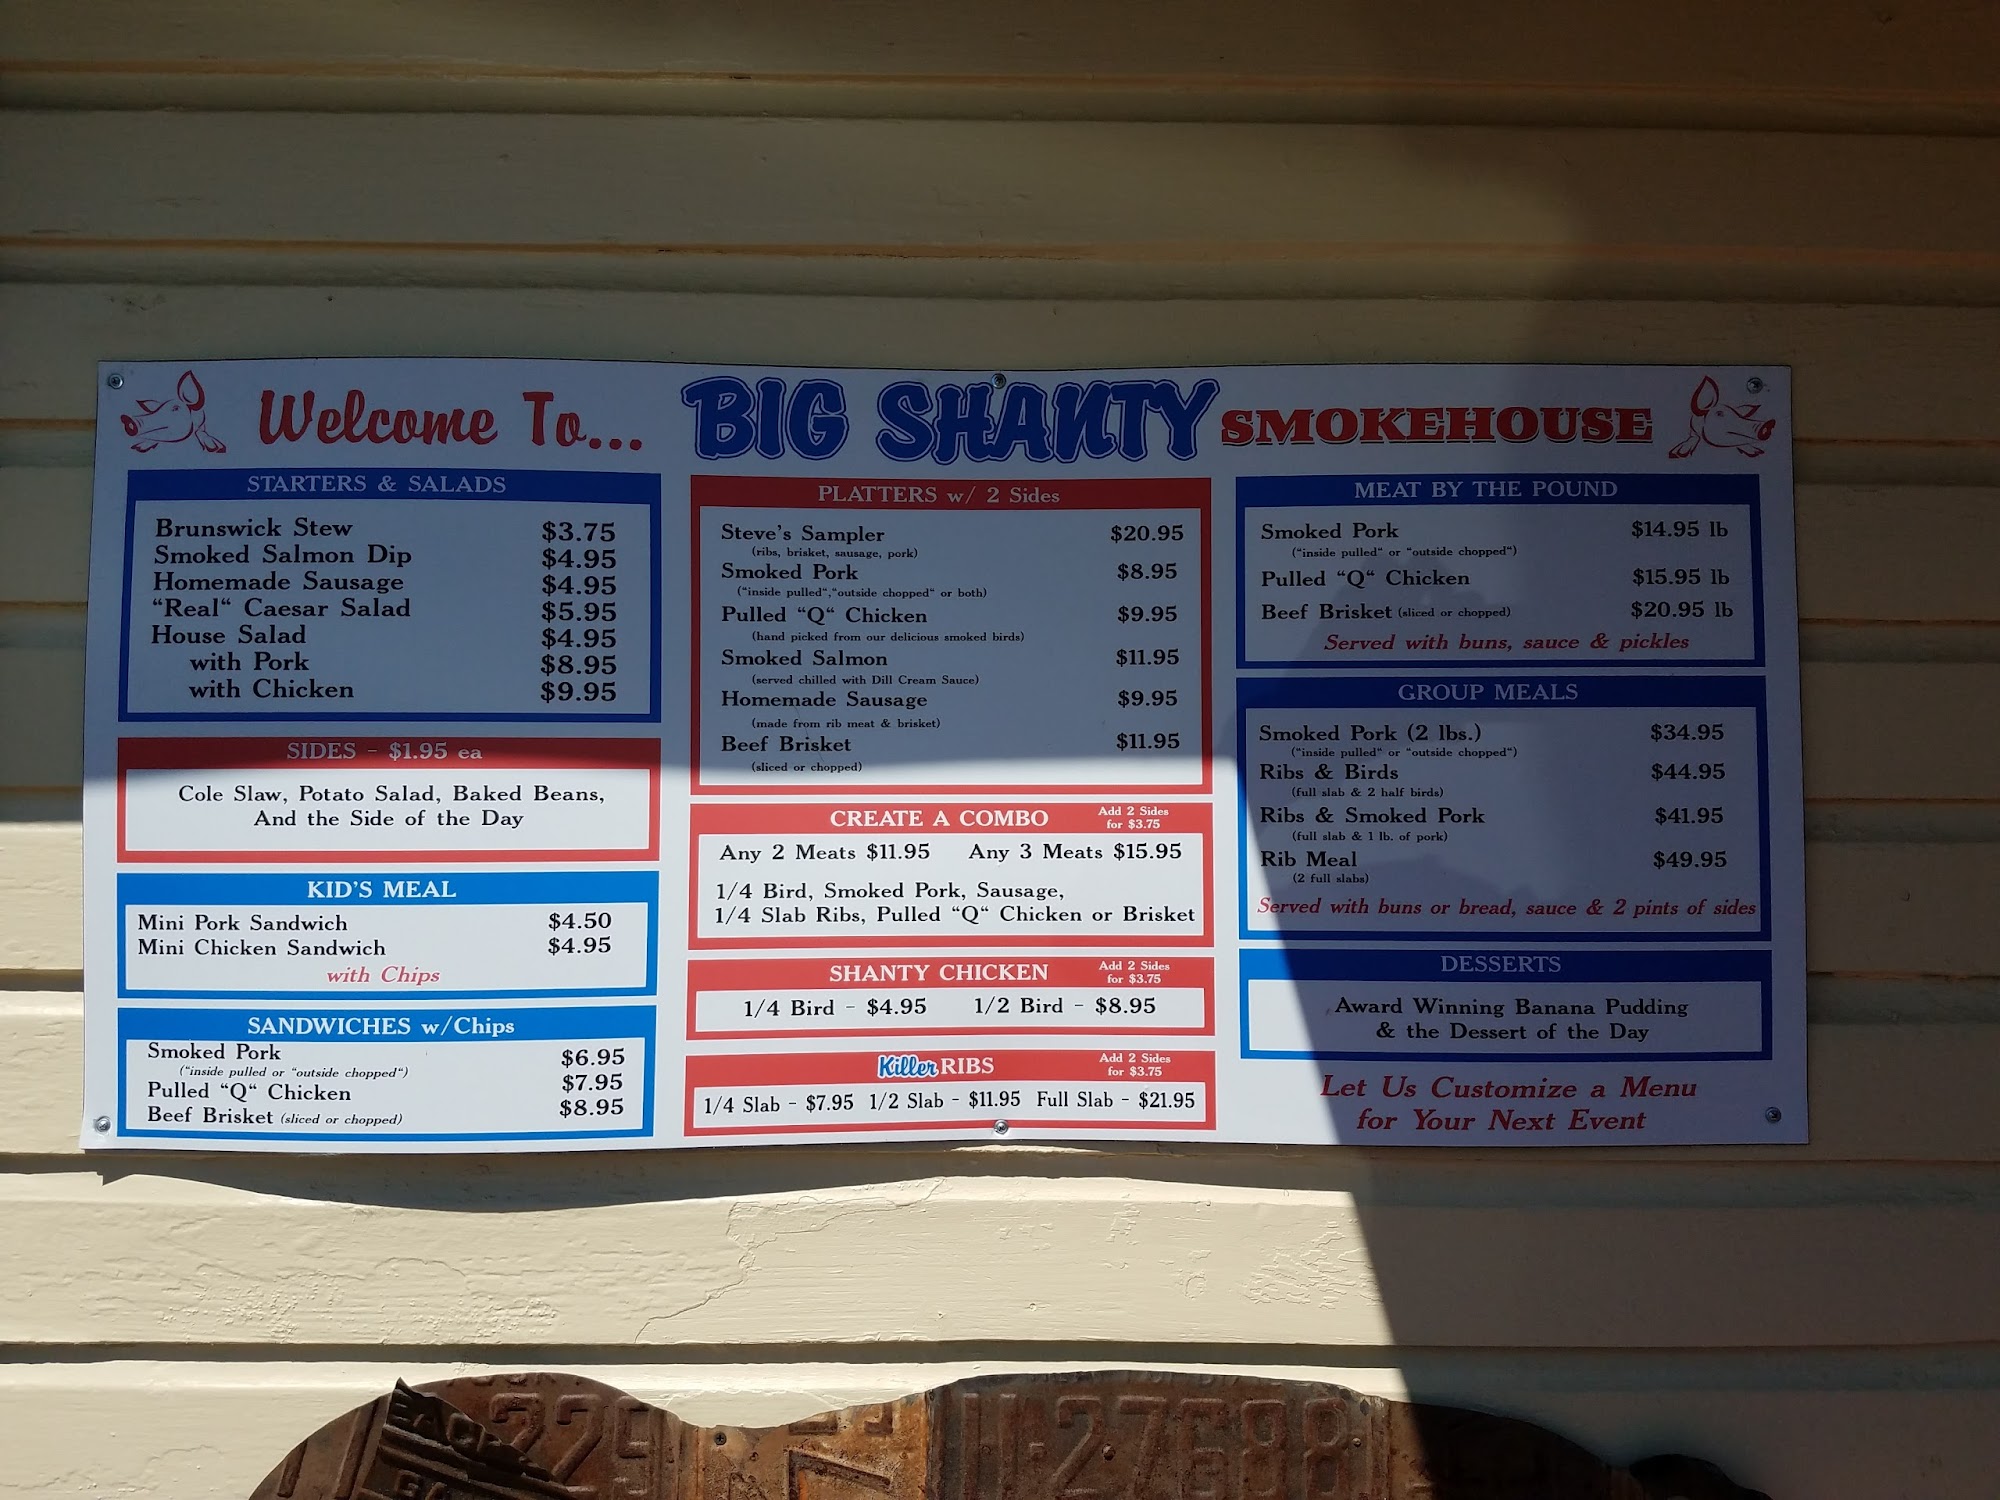 Welcome To... BIG SHANTY SMOKEHOUSE
STARTERS & SALADS
Brunswick Stew $3.75
Smoked Salmon Dip $4.95
Homemade Sausage $4.95
"Real" Caesar Salad $5.95
House Salad $4.95
with Pork $8.95
with Chicken $9.95
SIDES - $1.95 ea
Cole Slaw, Potato Salad, Baked Beans,
And the Side of the Day
KID'S MEAL
Mini Pork Sandwich $4.50
Mini Chicken Sandwich $4.95
with Chips
SANDWICHES w/Chips
Smoked Pork $6.95
("inside pulled or "outside chopped")
Pulled "Q" Chicken $7.95
Beef Brisket (sliced or chopped) $8.95
PLATTERS w/ 2 Sides
Steve's Sampler $20.95
(ribs, brisket, sausage, pork)
Smoked Pork $8.95
("inside pulled","outside chopped" or both)
Pulled "Q" Chicken $9.95
(hand picked from our delicious smoked birds)
Smoked Salmon $11.95
(served chilled with Dill Cream Sauce)
Homemade Sausage $9.95
(made from rib meat & brisket)
Beef Brisket $11.95
(sliced or chopped)
CREATE A COMBO Add 2 Sides
for $3.75
Any 2 Meats $11.95 Any 3 Meats $15.95
1/4 Bird, Smoked Pork, Sausage,
1/4 Slab Ribs, Pulled "Q" Chicken or Brisket
SHANTY CHICKEN Add 2 Sides
for $3.75
1/4 Bird - $4.95 1/2 Bird - $8.95
Killer RIBS Add 2 Sides
for $3.75
1/4 Slab - $7.95 1/2 Slab - $11.95 Full Slab - $21.95
MEAT BY THE POUND
Smoked Pork $14.95 lb
("inside pulled" or "outside chopped")
Pulled "Q" Chicken $15.95 lb
Beef Brisket (sliced or chopped) $20.95 lb
Served with buns, sauce & pickles
GROUP MEALS
Smoked Pork (2 lbs.) $34.95
("inside pulled" or "outside chopped")
Ribs & Birds $44.95
(full slab & 2 half birds)
Ribs & Smoked Pork $41.95
(full slab & 1 lb. of pork)
Rib Meal $49.95
(2 full slabs)
Served with buns or bread, sauce & 2 pints of sides
DESSERTS
Award Winning Banana Pudding
& the Dessert of the Day
Let Us Customize a Menu
for Your Next Event
229
27688